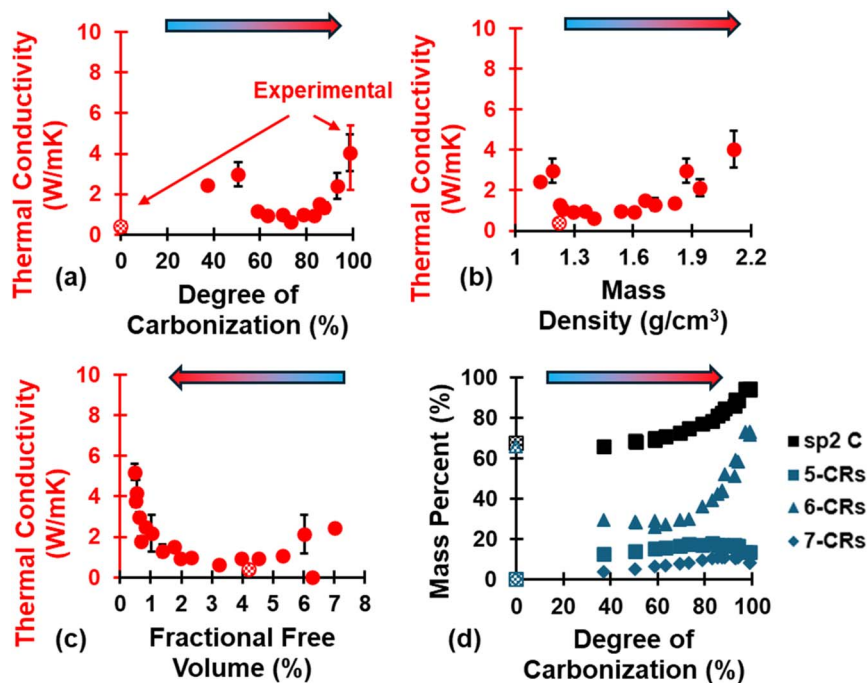 10
8
6
4
2
0
Thermal Conductivity
(W/mK)
Experimental
0 20 40 60 80 100
(a)
Degree of
Carbonization (%)
10
8
6
4
2
0
Thermal Conductivity
(W/mK)
1 1.3 1.6 1.9 2.2
(b)
Mass
Density (g/cm³)
10
8
6
4
2
0
Thermal Conductivity
(W/mK)
0 1 2 3 4 5 6 7 8
(c)
Fractional Free
Volume (%)
100
80
60
40
20
0
Mass Percent (%)
0 20 40 60 80 100
(d)
Degree of
Carbonization (%)
sp2 C
5-CRs
6-CRs
7-CRs